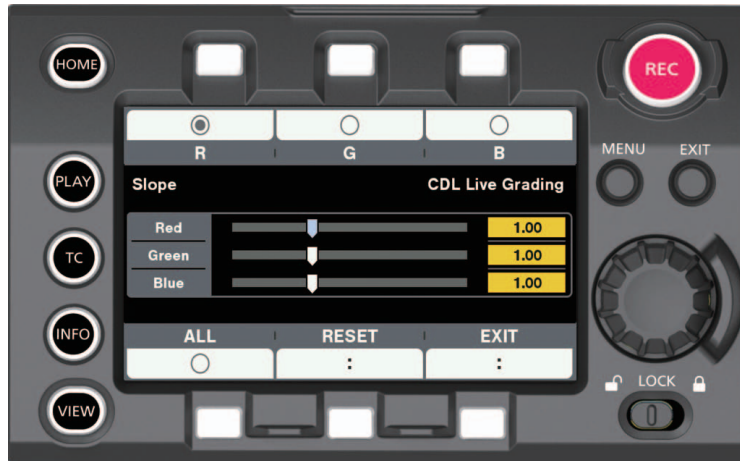 HOME
REC
R G B
MENU EXIT
PLAY
Slope CDL Live Grading
Red 1.00
Green 1.00
Blue 1.00
TC
INFO
ALL RESET EXIT
: :
LOCK
VIEW